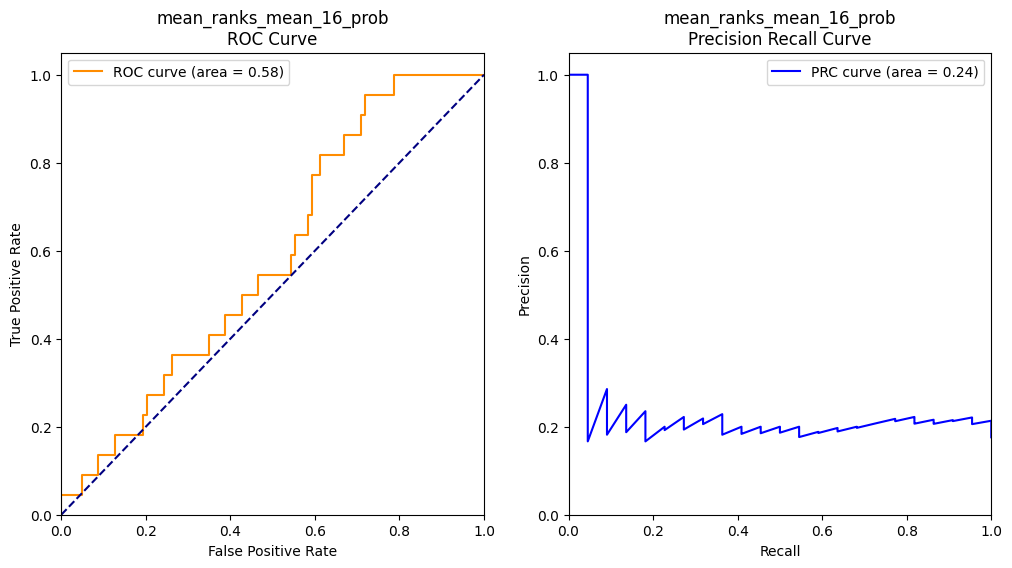 mean_ranks_mean_16_prob
ROC Curve
ROC curve (area = 0.58)
1.0
0.8
0.6
0.4
0.2
0.0
True Positive Rate
0.0 0.2 0.4 0.6 0.8 1.0
False Positive Rate
mean_ranks_mean_16_prob
Precision Recall Curve
PRC curve (area = 0.24)
1.0
0.8
0.6
0.4
0.2
0.0
Precision
0.0 0.2 0.4 0.6 0.8 1.0
Recall